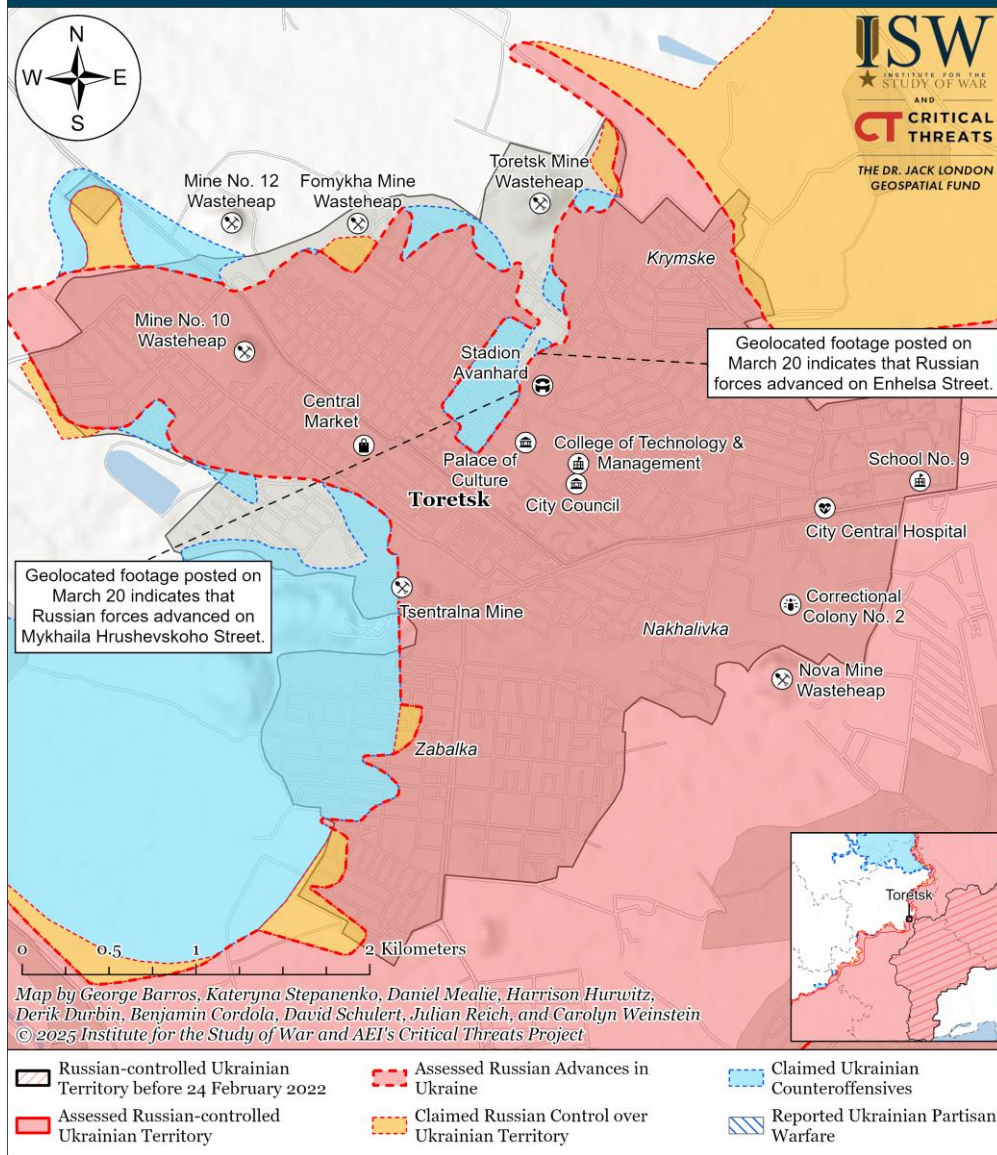 N
W
E
S
ISW
INSTITUTE FOR THE
STUDY OF WAR
AND
CT CRITICAL
THREATS
THE DR. JACK LONDON
GEOSPATIAL FUND
Mine No. 12
Wasteheap
Fomykha Mine
Wasteheap
Toretsk Mine
Wasteheap
Krymske
Mine No. 10
Wasteheap
Stadion
Avanhard
Geolocated footage posted on
March 20 indicates that Russian
forces advanced on Enhelsa Street.
Central
Market
Palace of
Culture
College of Technology &
Management
School No. 9
Toretsk
City Council
City Central Hospital
Geolocated footage posted on
March 20 indicates that
Russian forces advanced on
Mykhaila Hrushevskoho Street.
Tsentralna Mine
Correctional
Colony No. 2
Nakhalivka
Nova Mine
Wasteheap
Zabalka
Toretsk
0 0.5 1 2 Kilometers
Map by George Barros, Kateryna Stepanenko, Daniel Mealie, Harrison Hurwitz,
Derik Durbin, Benjamin Cordola, David Schulert, Julian Reich, and Carolyn Weinstein
© 2025 Institute for the Study of War and AEI's Critical Threats Project
Russian-controlled Ukrainian
Territory before 24 February 2022
Assessed Russian-controlled
Ukrainian Territory
Assessed Russian Advances in
Ukraine
Claimed Russian Control over
Ukrainian Territory
Claimed Ukrainian
Counteroffensives
Reported Ukrainian Partisan
Warfare